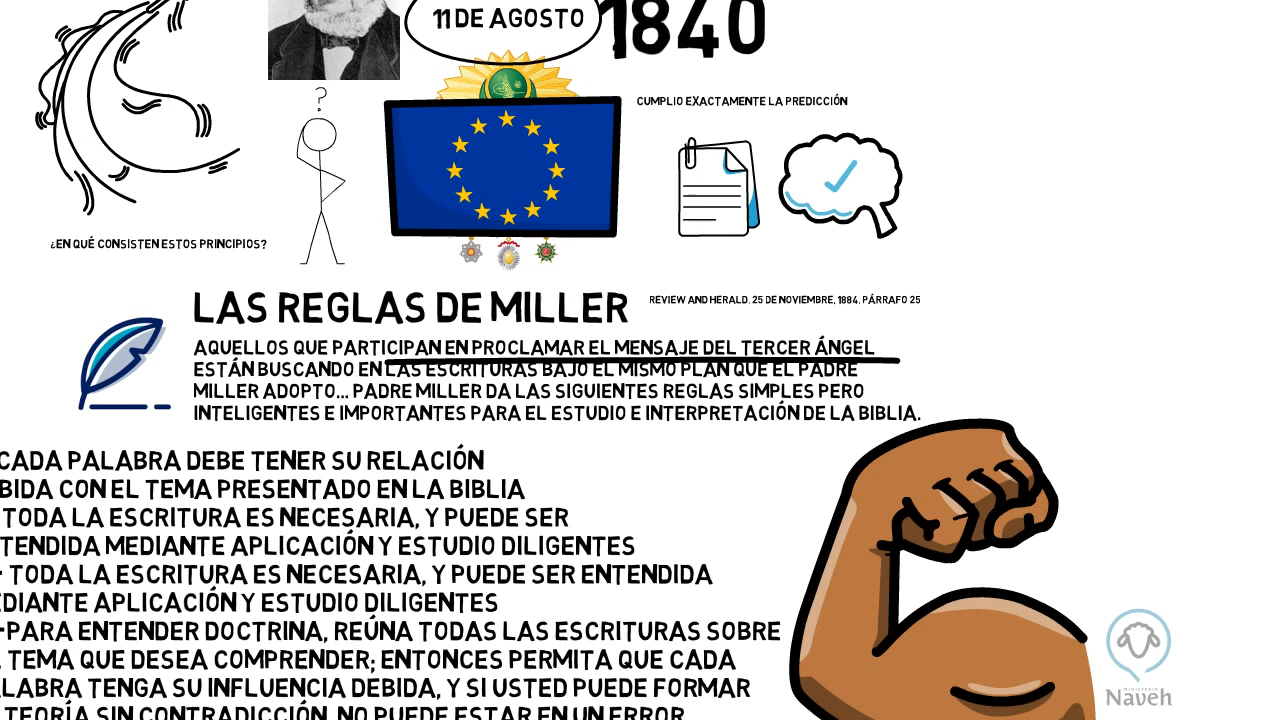 11 DE AGOSTO
1840
?
CUMPLIO EXACTAMENTE LA PREDICCIÓN
¿EN QUÉ CONSISTEN ESTOS PRINCIPIOS?
LAS REGLAS DE MILLER
REVIEW AND HERALD. 25 DE NOVIEMBRE, 1884. PÁRRAFO 25
AQUELLOS QUE PARTICIPAN EN PROCLAMAR EL MENSAJE DEL TERCER ÁNGEL
ESTÁN BUSCANDO EN LAS ESCRITURAS BAJO EL MISMO PLAN QUE EL PADRE
MILLER ADOPTO... PADRE MILLER DA LAS SIGUIENTES REGLAS SIMPLES PERO
INTELIGENTES E IMPORTANTES PARA EL ESTUDIO E INTERPRETACIÓN DE LA BIBLIA.
CADA PALABRA DEBE TENER SU RELACIÓN
BIDA CON EL TEMA PRESENTADO EN LA BIBLIA
TODA LA ESCRITURA ES NECESARIA, Y PUEDE SER
TENDIDA MEDIANTE APLICACIÓN Y ESTUDIO DILIGENTES
- TODA LA ESCRITURA ES NECESARIA, Y PUEDE SER ENTENDIDA
EDIANTE APLICACIÓN Y ESTUDIO DILIGENTES
-PARA ENTENDER DOCTRINA, REÚNA TODAS LAS ESCRITURAS SOBRE
TEMA QUE DESEA COMPRENDER; ENTONCES PERMITA QUE CADA
ALABRA TENGA SU INFLUENCIA DEBIDA, Y SI USTED PUEDE FORMAR
TEORÍA SIN CONTRADICCIÓN, NO PUEDE ESTAR EN UN ERROR
MINISTERIO
Naveh